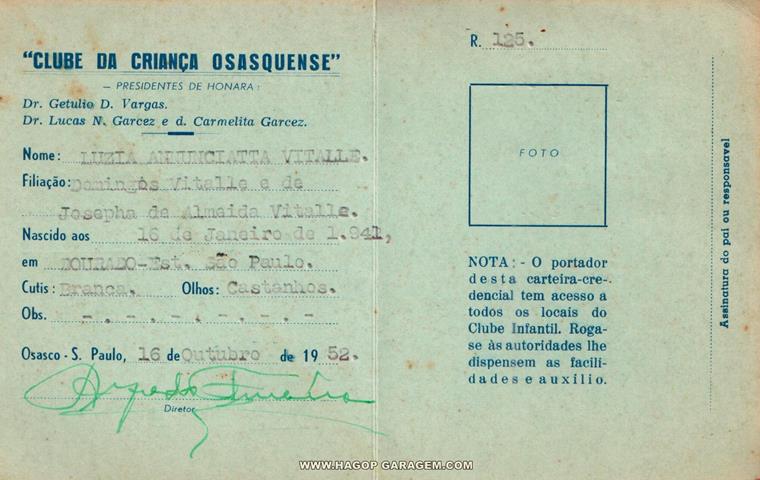 "CLUBE DA CRIANÇA OSASQUENSE"
— PRESIDENTES DE HONARA :
Dr. Getulio D. Vargas.
Dr. Lucas N. Garcez e d. Carmelita Garcez.
Nome: LUZIA ANNUNCIATTA VITALLE.
Filiação: Domingos Vitalle e de
Josepha de Almeida Vitalle.
Nascido aos 16 de Janeiro de 1.941,
em DOURADO-Est. São Paulo.
Cutis: Branca. Olhos: Castanhos.
Obs. -.-.-.-.-.-
Osasco - S. Paulo, 16 de Outubro de 1952.
Diretor
R. 125.
FOTO
NOTA: - O portador
desta carteira-cre-
dencial tem acesso a
todos os locais do
Clube Infantil. Roga-
se às autoridades lhe
dispensem as facili-
dades e auxilio.
Assinatura do pai ou responsavel
WWW.HAGOP GARAGEM.COM